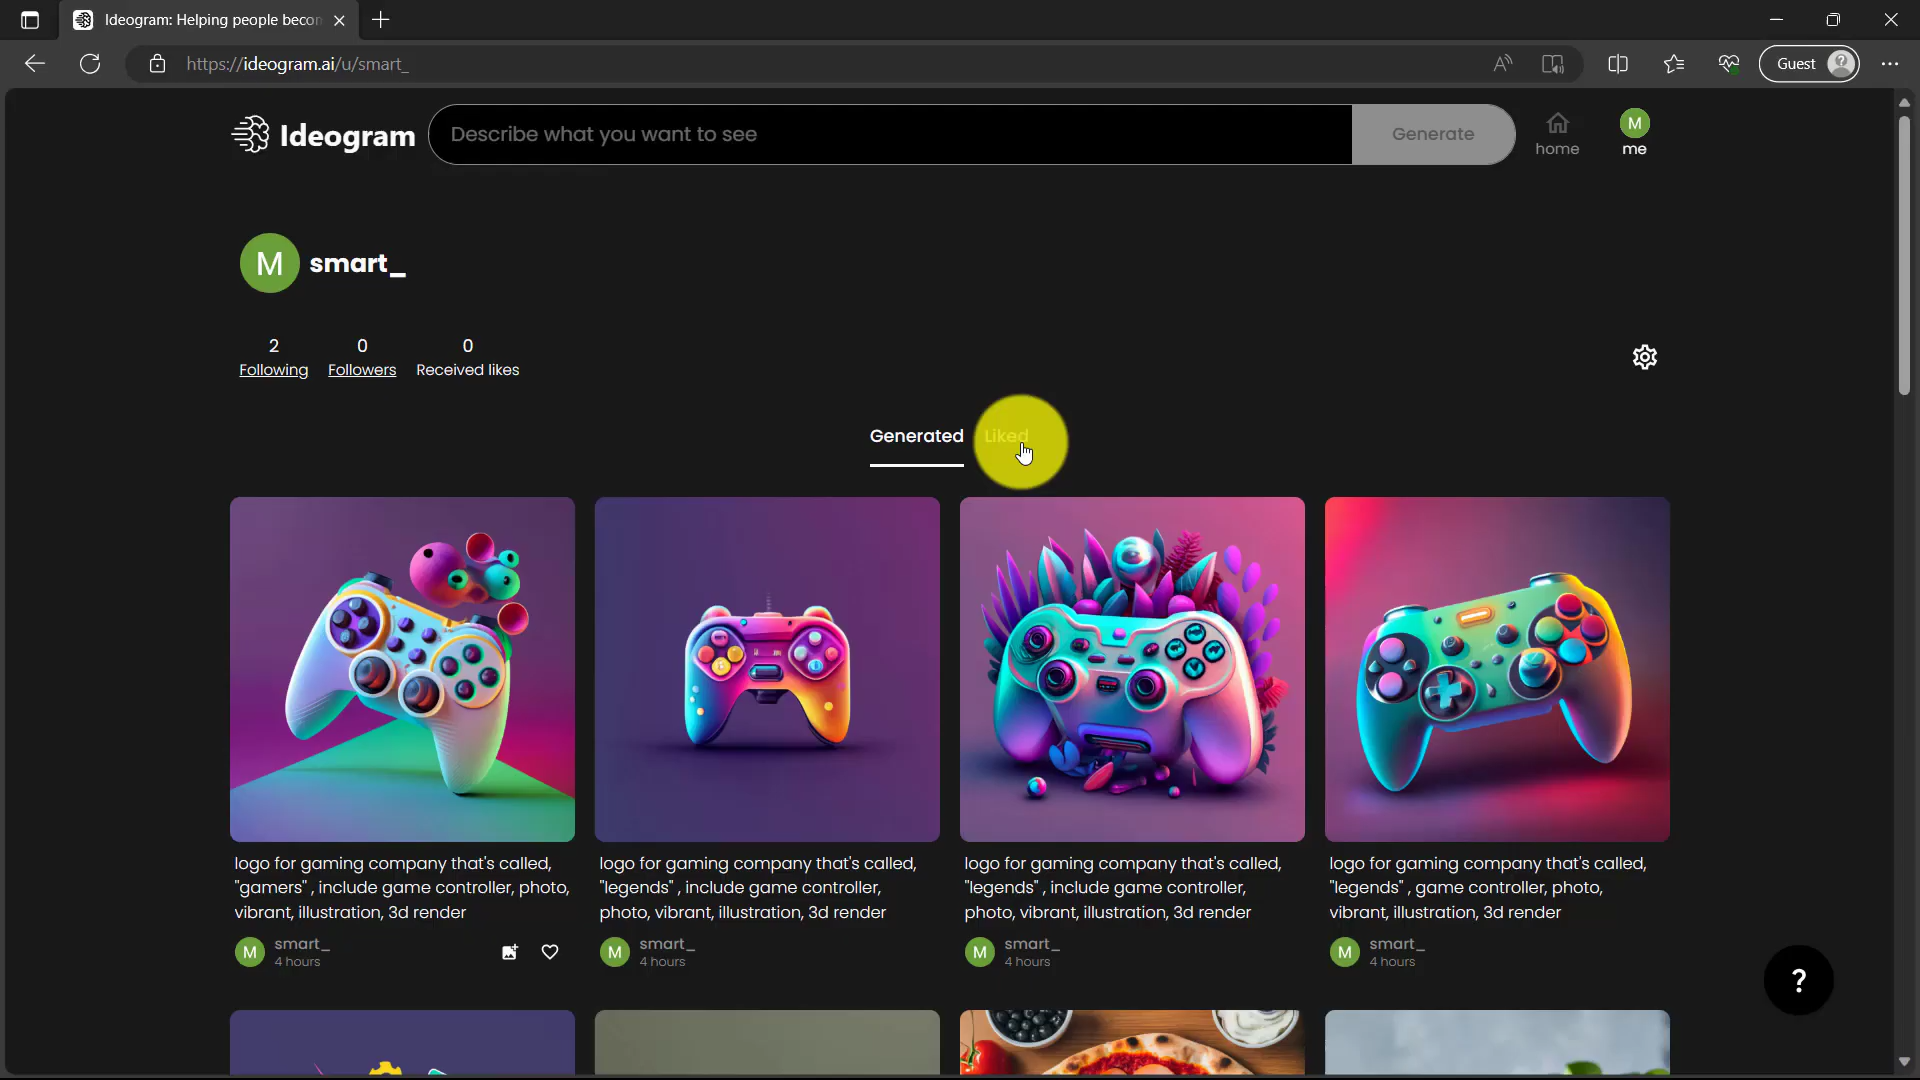 Ideogram: Helping people becon
https://ideogram.ai/u/smart_
Guest
Ideogram
Describe what you want to see
Generate
home
M
me
M
smart_
2
0
0
Following
Followers
Received likes
Generated
Liked
logo for gaming company that's called,
"gamers" , include game controller, photo,
vibrant, illustration, 3d render
M
smart_
4 hours
logo for gaming company that's called,
"legends" , include game controller,
photo, vibrant, illustration, 3d render
M
smart_
4 hours
logo for gaming company that's called,
"legends" , include game controller,
photo, vibrant, illustration, 3d render
M
smart_
4 hours
logo for gaming company that's called,
"legends" , game controller, photo,
vibrant, illustration, 3d render
M
smart_
4 hours
?